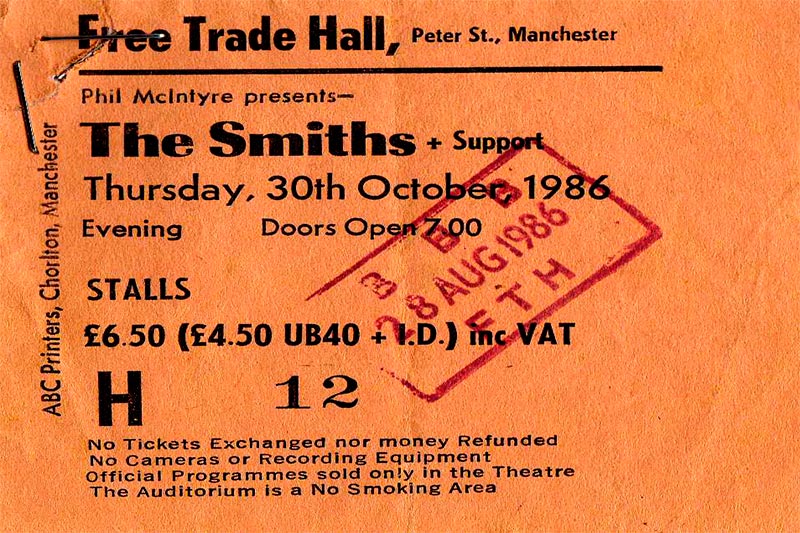 Free Trade Hall, Peter St., Manchester
Phil McIntyre presents—
The Smiths + Support
Thursday, 30th October, 1986
Evening Doors Open 7.00
STALLS
£6.50 (£4.50 UB40 + I.D.) inc VAT
H 12
No Tickets Exchanged nor money Refunded
No Cameras or Recording Equipment
Official Programmes sold only in the Theatre
The Auditorium is a No Smoking Area
ABC Printers, Chorlton, Manchester
B B B
28 AUG 1986
FTH